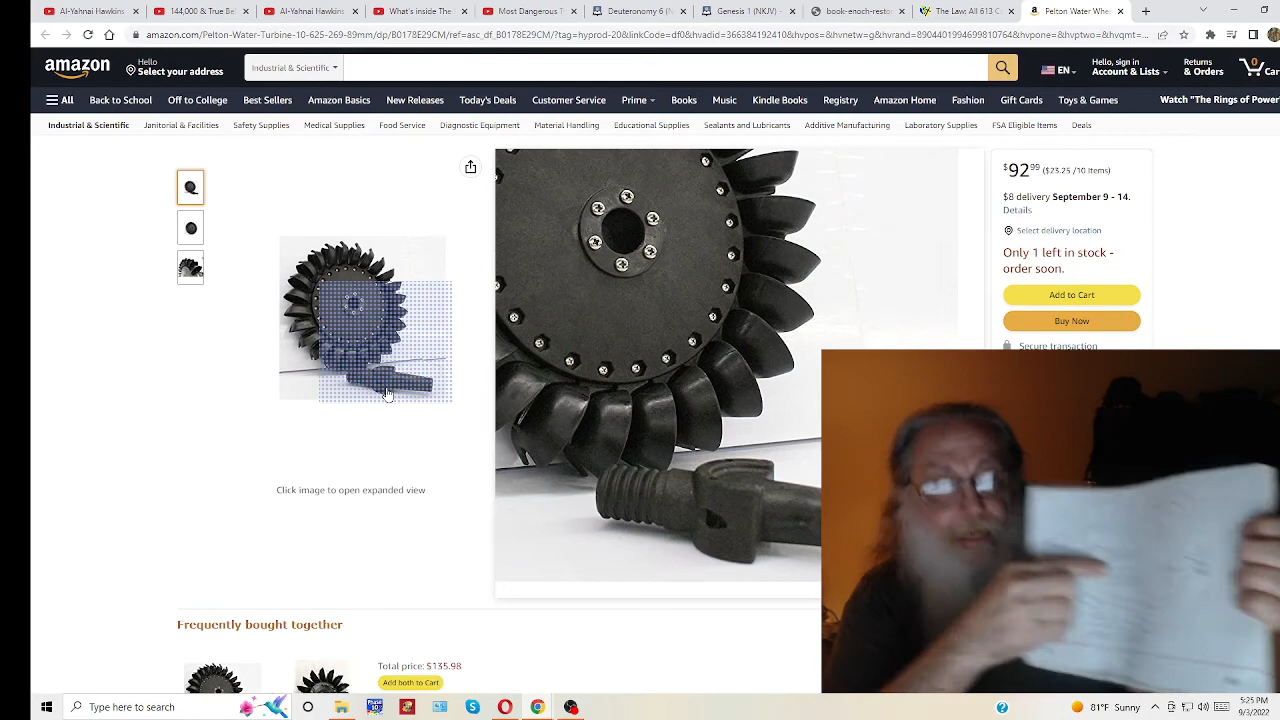 Al-Yahnai Hawkins
144,000 & True Bel
Al-Yahnai Hawkins
What's inside The
Most Dangerous T
Deuteronomy 6 (N
Genesis 1 (NKJV) -
book-enoch-resto
The Law: All 613 C
Pelton Water Whee
amazon.com/Pelton-Water-Turbine-10-625-269-89mm/dp/B0178E29CM/ref=asc_df_B0178E29CM/?tag=hyprod-20&linkCode=df0&hvadid=366384192410&hvpos=&hvnetw=g&hvrand=8904401994699810764&hvpone=&hvptwo=&hvqmt=...
amazon
Hello
Select your address
Industrial & Scientific
EN
Hello, sign in
Account & Lists
Returns
& Orders
0
Car
All
Back to School
Off to College
Best Sellers
Amazon Basics
New Releases
Today's Deals
Customer Service
Prime
Books
Music
Kindle Books
Registry
Amazon Home
Fashion
Gift Cards
Toys & Games
Watch "The Rings of Power
Industrial & Scientific
Janitorial & Facilities
Safety Supplies
Medical Supplies
Food Service
Diagnostic Equipment
Material Handling
Educational Supplies
Sealants and Lubricants
Additive Manufacturing
Laboratory Supplies
FSA Eligible Items
Deals
$92.99 ($23.25 /10 Items)
$8 delivery September 9 - 14.
Details
Select delivery location
Only 1 left in stock -
order soon.
Add to Cart
Buy Now
Secure transaction
Click image to open expanded view
Frequently bought together
Total price: $135.98
Add both to Cart
Type here to search
81°F Sunny
5:25 PM
9/3/2022